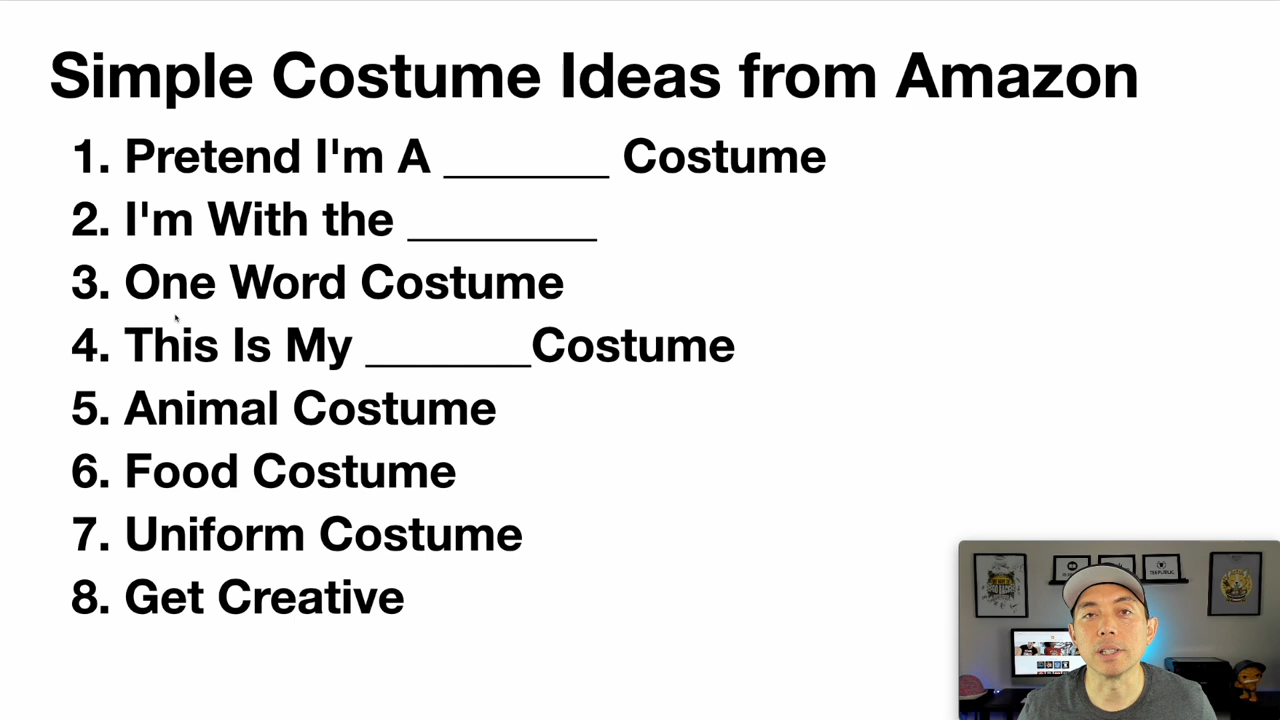 Simple Costume Ideas from Amazon
1. Pretend I'm A _______ Costume
2. I'm With the ________
3. One Word Costume
4. This Is My _______Costume
5. Animal Costume
6. Food Costume
7. Uniform Costume
8. Get Creative